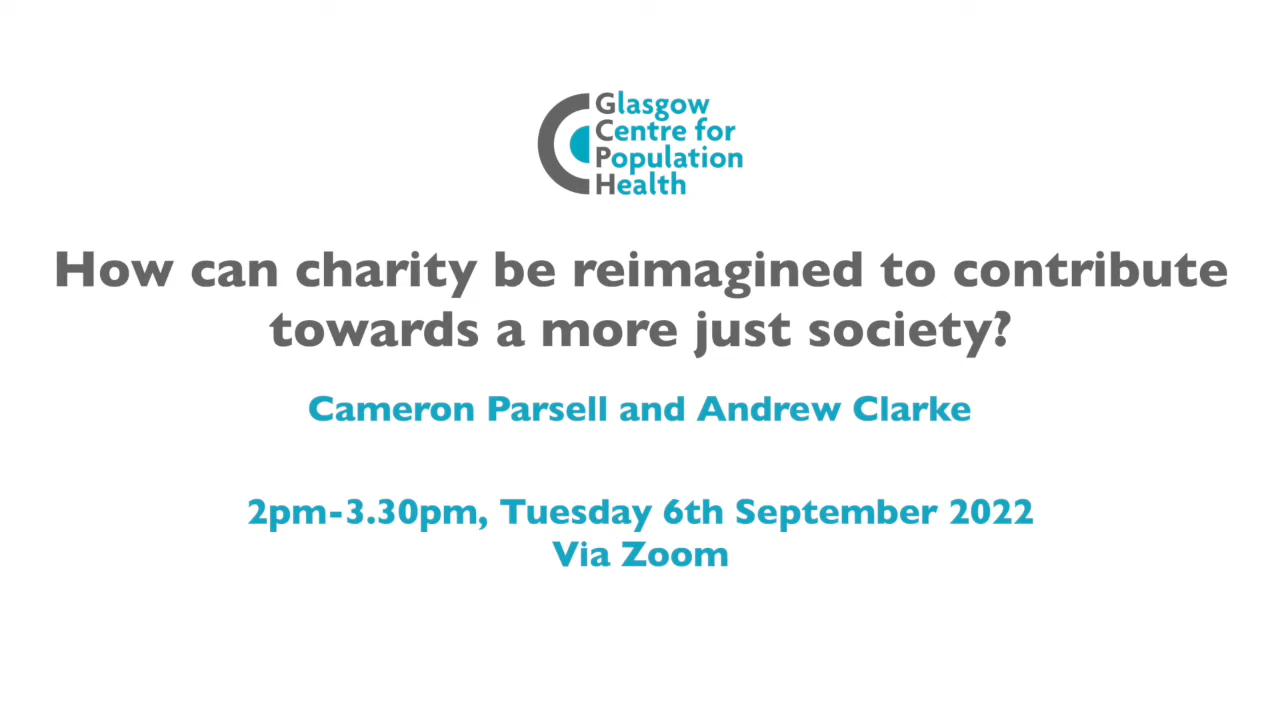 Glasgow
Centre for
Population
Health
How can charity be reimagined to contribute
towards a more just society?
Cameron Parsell and Andrew Clarke
2pm-3.30pm, Tuesday 6th September 2022
Via Zoom